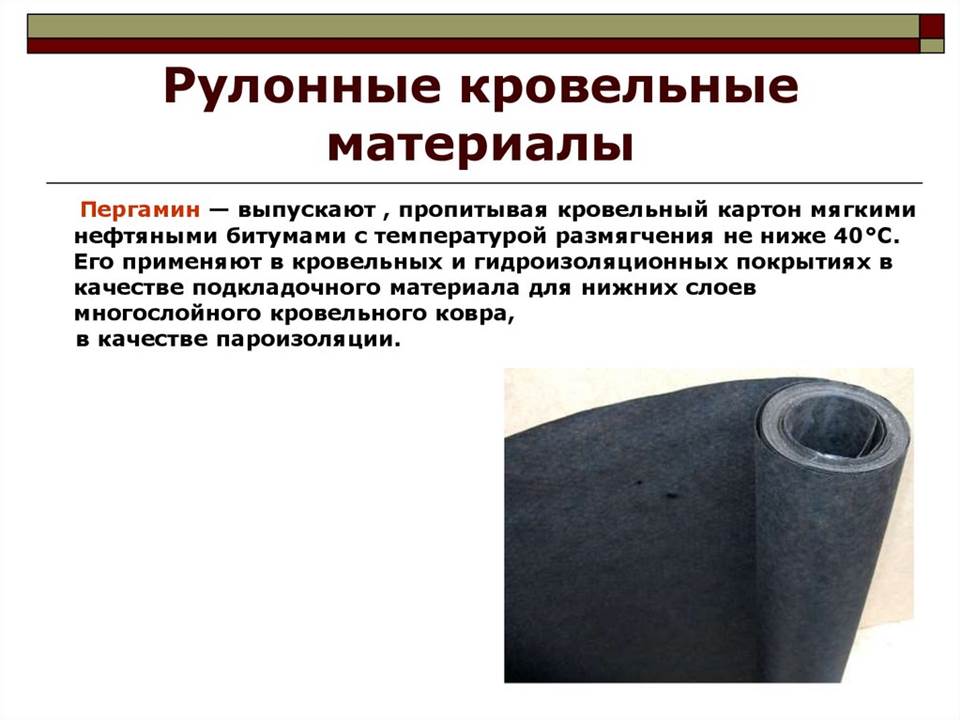 Рулонные кровельные
материалы
Пергамин — выпускают , пропитывая кровельный картон мягкими
нефтяными битумами с температурой размягчения не ниже 40°С.
Его применяют в кровельных и гидроизоляционных покрытиях в
качестве подкладочного материала для нижних слоев
многослойного кровельного ковра,
в качестве пароизоляции.